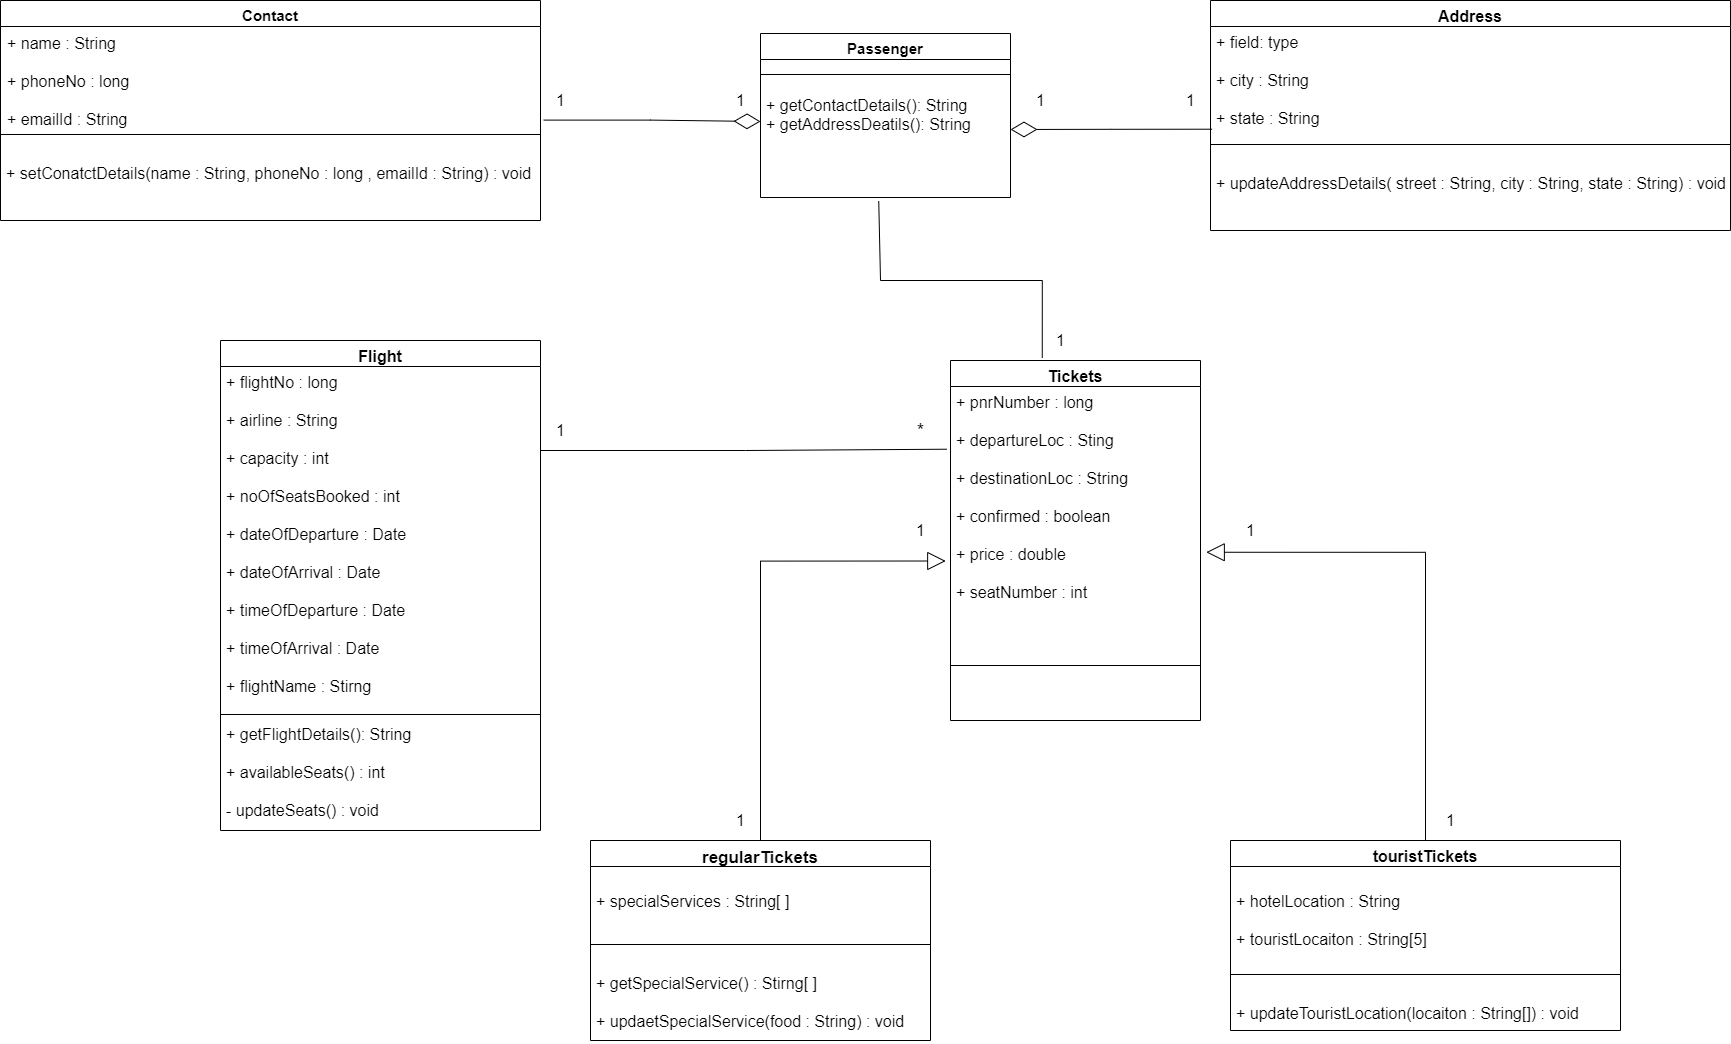 Contact
+ name : String
+ phoneNo : long
+ emailId : String
+ setConatctDetails(name : String, phoneNo : long , emailId : String) : void
1
1
Passenger
+ getContactDetails(): String
+ getAddressDeatils(): String
1
1
Address
+ field: type
+ city : String
+ state : String
+ updateAddressDetails( street : String, city : String, state : String) : void
1
Flight
+ flightNo : long
+ airline : String
+ capacity : int
+ noOfSeatsBooked : int
+ dateOfDeparture : Date
+ dateOfArrival : Date
+ timeOfDeparture : Date
+ timeOfArrival : Date
+ flightName : Stirng
+ getFlightDetails(): String
+ availableSeats() : int
- updateSeats() : void
1
*
Tickets
+ pnrNumber : long
+ departureLoc : Sting
+ destinationLoc : String
+ confirmed : boolean
+ price : double
+ seatNumber : int
1
1
1
regularTickets
+ specialServices : String[ ]
+ getSpecialService() : Stirng[ ]
+ updaetSpecialService(food : String) : void
1
touristTickets
+ hotelLocation : String
+ touristLocaiton : String[5]
+ updateTouristLocation(locaiton : String[]) : void